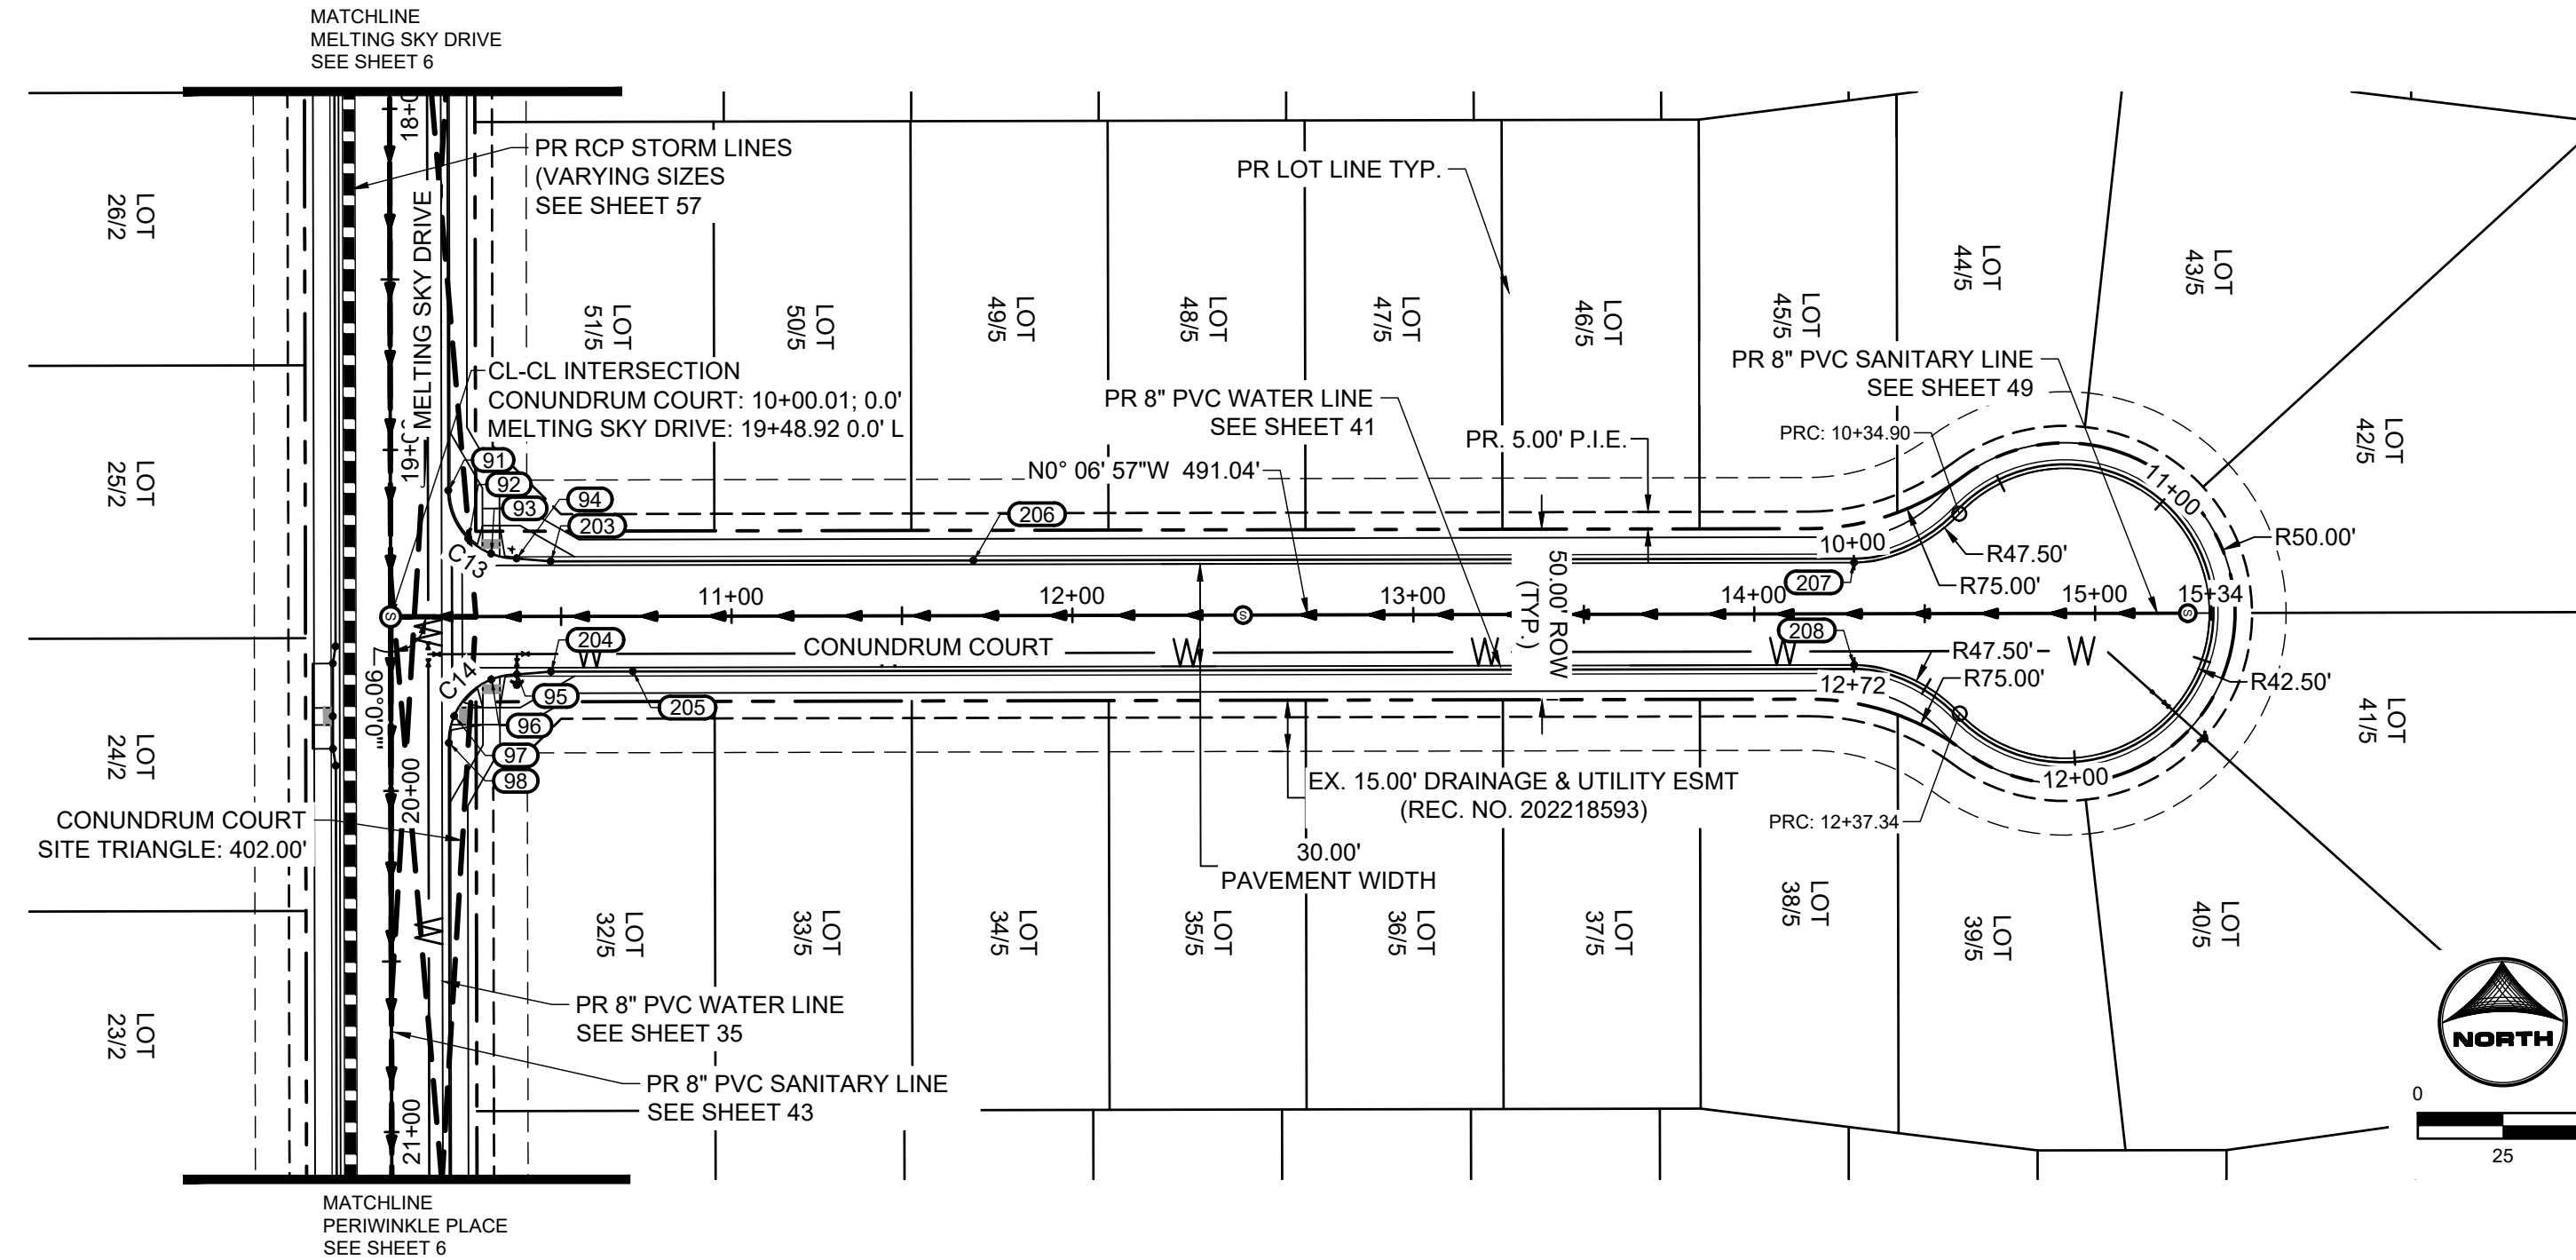 MATCHLINE
MELTING SKY DRIVE
SEE SHEET 6
18+0
PR RCP STORM LINES
(VARYING SIZES
SEE SHEET 57
PR LOT LINE TYP.
LOT
26/2
MELTING SKY DRIVE
LOT
51/5
LOT
50/5
LOT
49/5
LOT
48/5
LOT
47/5
LOT
46/5
LOT
45/5
LOT
44/5
LOT
43/5
LOT
42/5
CL-CL INTERSECTION
CONUNDRUM COURT: 10+00.01; 0.0'
MELTING SKY DRIVE: 19+48.92 0.0' L
PR 8" PVC WATER LINE
SEE SHEET 41
PR 8" PVC SANITARY LINE
SEE SHEET 49
PR. 5.00' P.I.E.
PRC: 10+34.90
N0° 06' 57"W 491.04'
LOT
25/2
19+0
91
92
93
94
203
206
C13
10+00
207
R47.50'
R75.00'
11+00
R50.00'
11+00
12+00
13+00
14+00
15+00
15+34
50.00' ROW
(TYP.)
CONUNDRUM COURT
W
W
W
W
W
W
W
204
208
R47.50'
R75.00'
R42.50'
12+72
C14
95
205
96
97
98
90°0'0"
LOT
24/2
20+00
LOT
41/5
12+00
PRC: 12+37.34
EX. 15.00' DRAINAGE & UTILITY ESMT
(REC. NO. 202218593)
CONUNDRUM COURT
SITE TRIANGLE: 402.00'
30.00'
PAVEMENT WIDTH
LOT
32/5
LOT
33/5
LOT
34/5
LOT
35/5
LOT
36/5
LOT
37/5
LOT
38/5
LOT
39/5
LOT
40/5
LOT
23/2
PR 8" PVC WATER LINE
SEE SHEET 35
PR 8" PVC SANITARY LINE
SEE SHEET 43
21+00
S
S
S
NORTH
0
25
MATCHLINE
PERIWINKLE PLACE
SEE SHEET 6